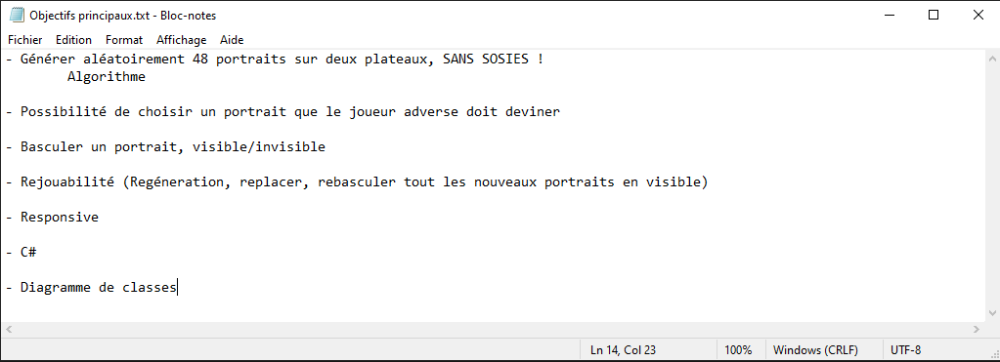 Objectifs principaux.txt - Bloc-notes
Fichier Edition Format Affichage Aide
- Générer aléatoirement 48 portraits sur deux plateaux, SANS SOSIES !
Algorithme
- Possibilité de choisir un portrait que le joueur adverse doit deviner
- Basculer un portrait, visible/invisible
- Rejouabilité (Regéneration, replacer, rebasculer tout les nouveaux portraits en visible)
- Responsive
- C#
- Diagramme de classes
Ln 14, Col 23 100% Windows (CRLF) UTF-8